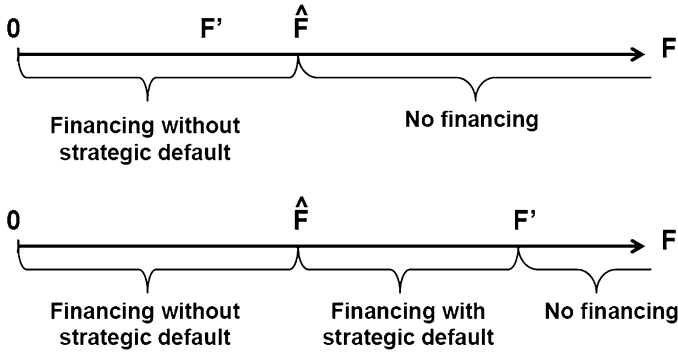 0 F’ F̂ F
Financing without
strategic default
No financing
0 F̂ F’ F
Financing without
strategic default
Financing with
strategic default
No financing